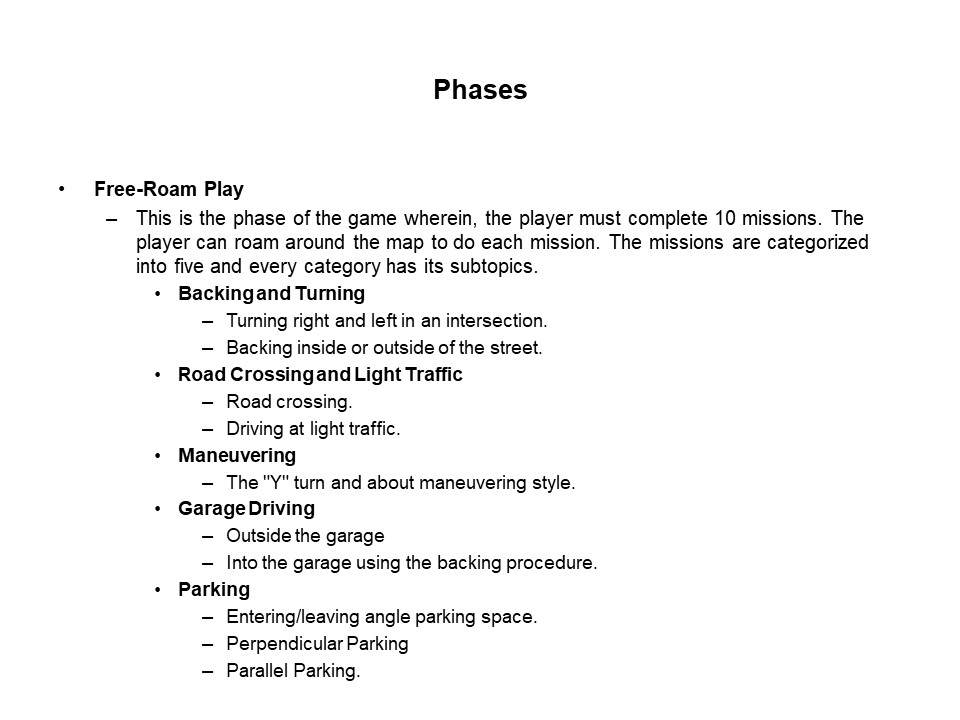 Phases
• Free-Roam Play
– This is the phase of the game wherein, the player must complete 10 missions. The
player can roam around the map to do each mission. The missions are categorized
into five and every category has its subtopics.
• Backing and Turning
– Turning right and left in an intersection.
– Backing inside or outside of the street.
• Road Crossing and Light Traffic
– Road crossing.
– Driving at light traffic.
• Maneuvering
– The "Y" turn and about maneuvering style.
• Garage Driving
– Outside the garage
– Into the garage using the backing procedure.
• Parking
– Entering/leaving angle parking space.
– Perpendicular Parking
– Parallel Parking.